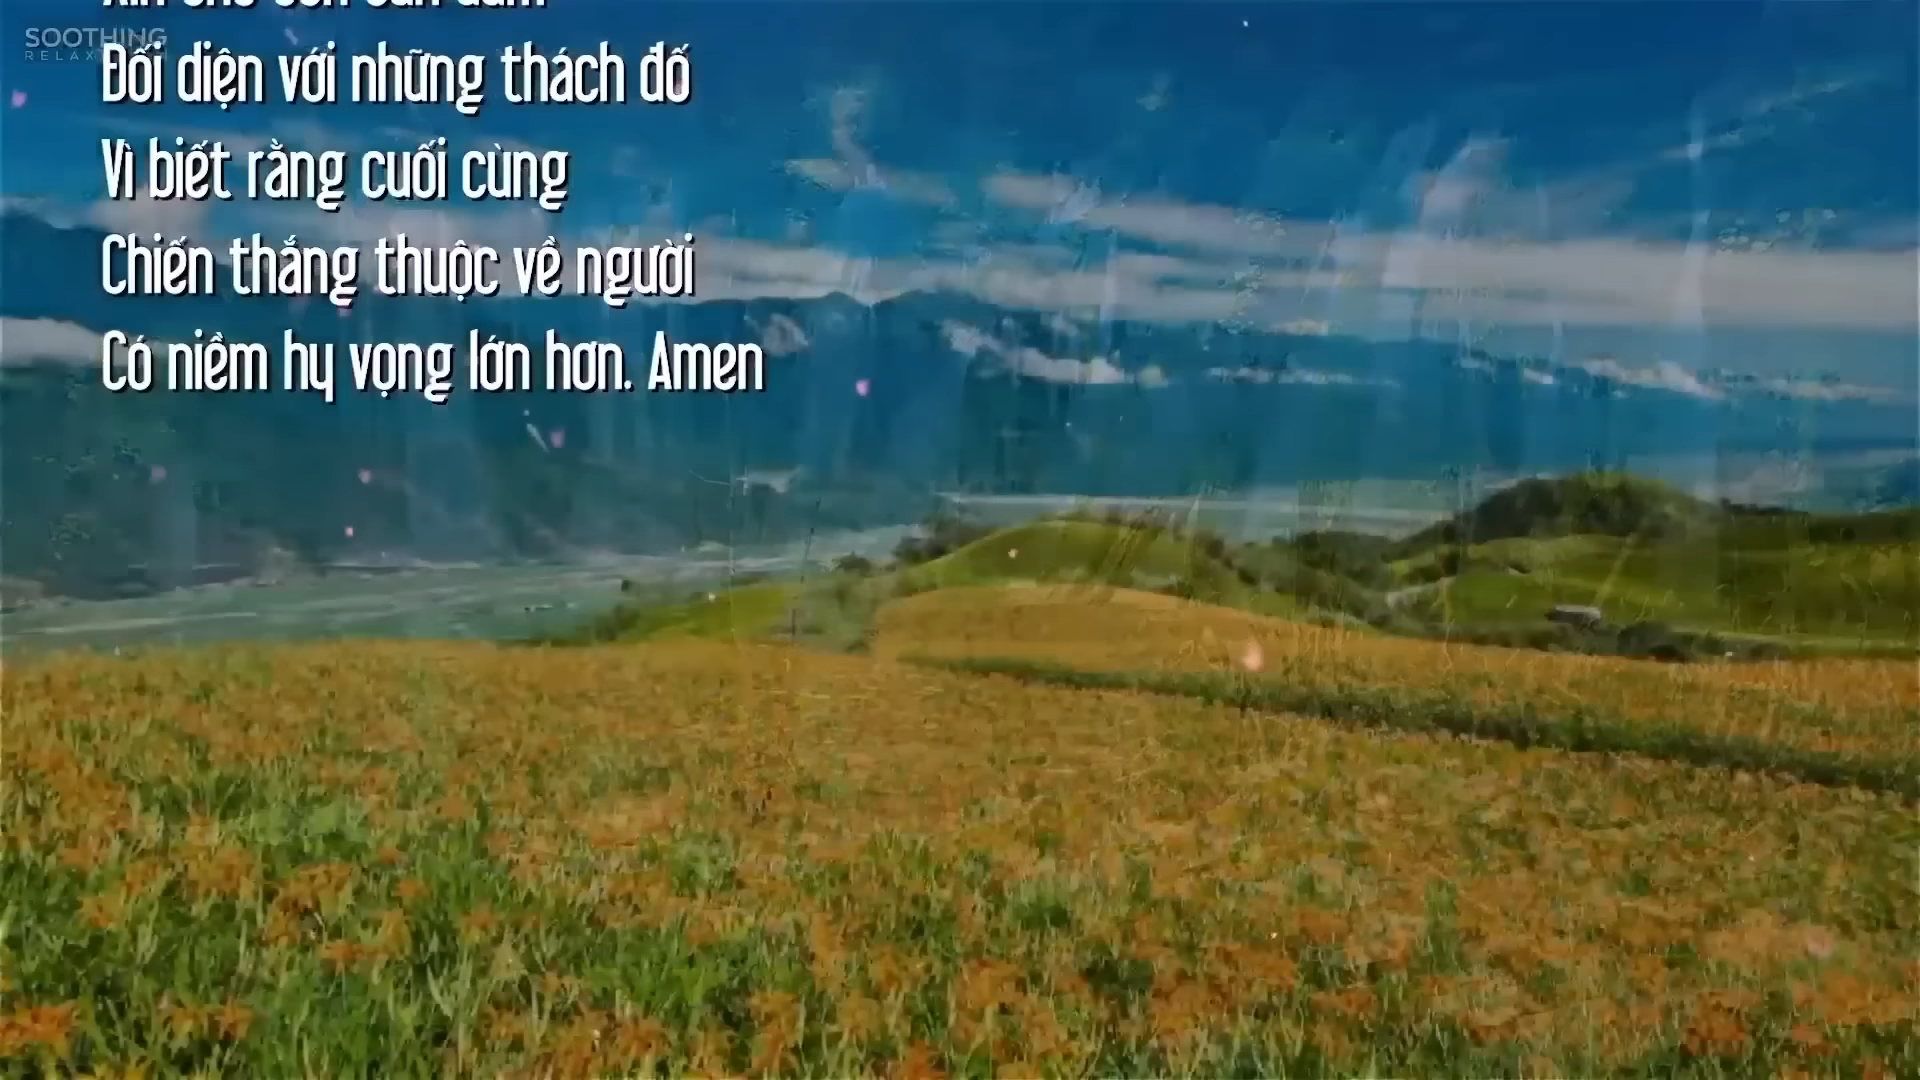 SOOTHING
Đối diện với những thách đố
Vì biết rằng cuối cùng
Chiến thắng thuộc về người
Có niềm hy vọng lớn hơn. Amen